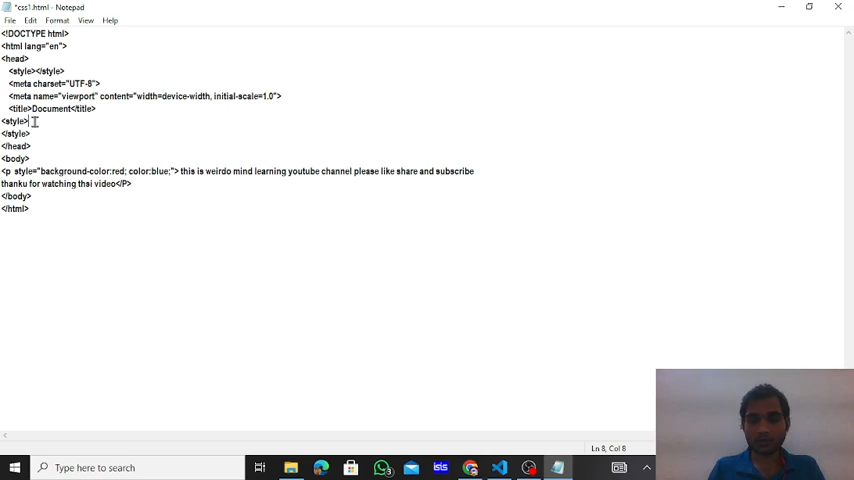 *css1.html - Notepad
File Edit Format View Help
<!DOCTYPE html>
<html lang="en">
<head>
<style></style>
<meta charset="UTF-8">
<meta name="viewport" content="width=device-width, initial-scale=1.0">
<title>Document</title>
<style>
</style>
</head>
<body>
<p style="background-color:red; color:blue;"> this is weirdo mind learning youtube channel please like share and subscribe
thanku for watching thsi video</P>
</body>
</html>
Ln 8, Col 8
Type here to search
3
isis